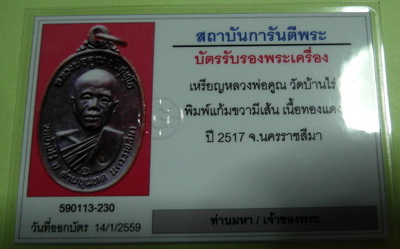 สถาบันการันตีพระ
บัตรรับรองพระเครื่อง
เหรียญหลวงพ่อคูณ วัดบ้านไร่
พิมพ์แก้มขวามีเส้น เนื้อทองแดง
ปี 2517 จ.นครราชสีมา
590113-230
วันที่ออกบัตร 14/1/2559
ท่านมหา / เจ้าของพระ